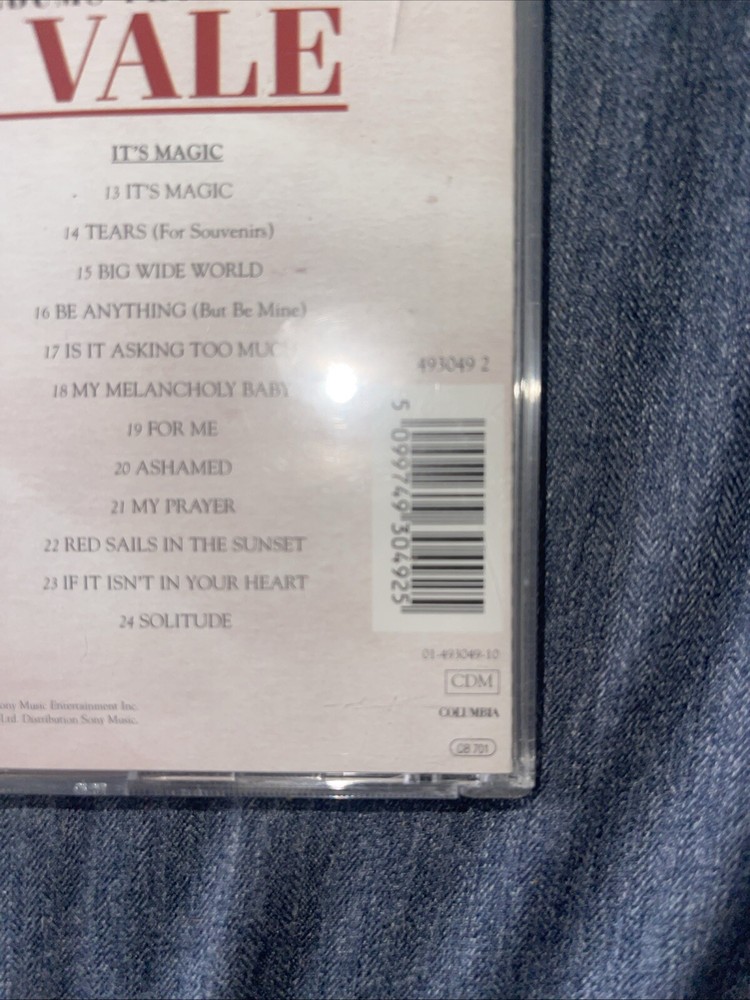 VALE
IT'S MAGIC
13 IT'S MAGIC
14 TEARS (For Souvenirs)
15 BIG WIDE WORLD
16 BE ANYTHING (But Be Mine)
17 IS IT ASKING TOO
18 MY MELANCHOLY BABY
19 FOR ME
20 ASHAMED
21 MY PRAYER
22 RED SAILS IN THE SUNSET
23 IF IT ISN'T IN YOUR HEART
24 SOLITUDE
493049 2
5 099749 304925
01-493049-10
CDM
COLUMBIA
GB 701
Music Entertainment Inc.
Ltd. Distribution Sony Music.